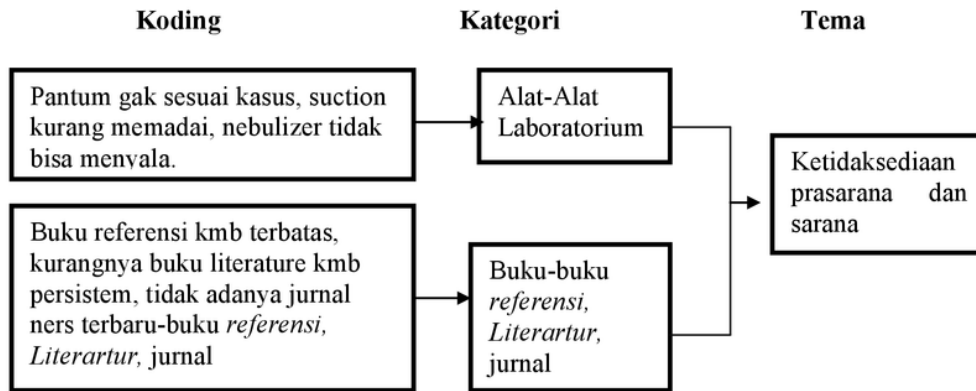 Koding Kategori Tema
Pantum gak sesuai kasus, suction
kurang memadai, nebulizer tidak
bisa menyala.
Alat-Alat
Laboratorium
Ketidaksediaan
prasarana dan
sarana
Buku referensi kmb terbatas,
kurangnya buku literature kmb
persistem, tidak adanya jurnal
ners terbaru-buku referensi,
Literartur, jurnal
Buku-buku
referensi,
Literartur,
jurnal